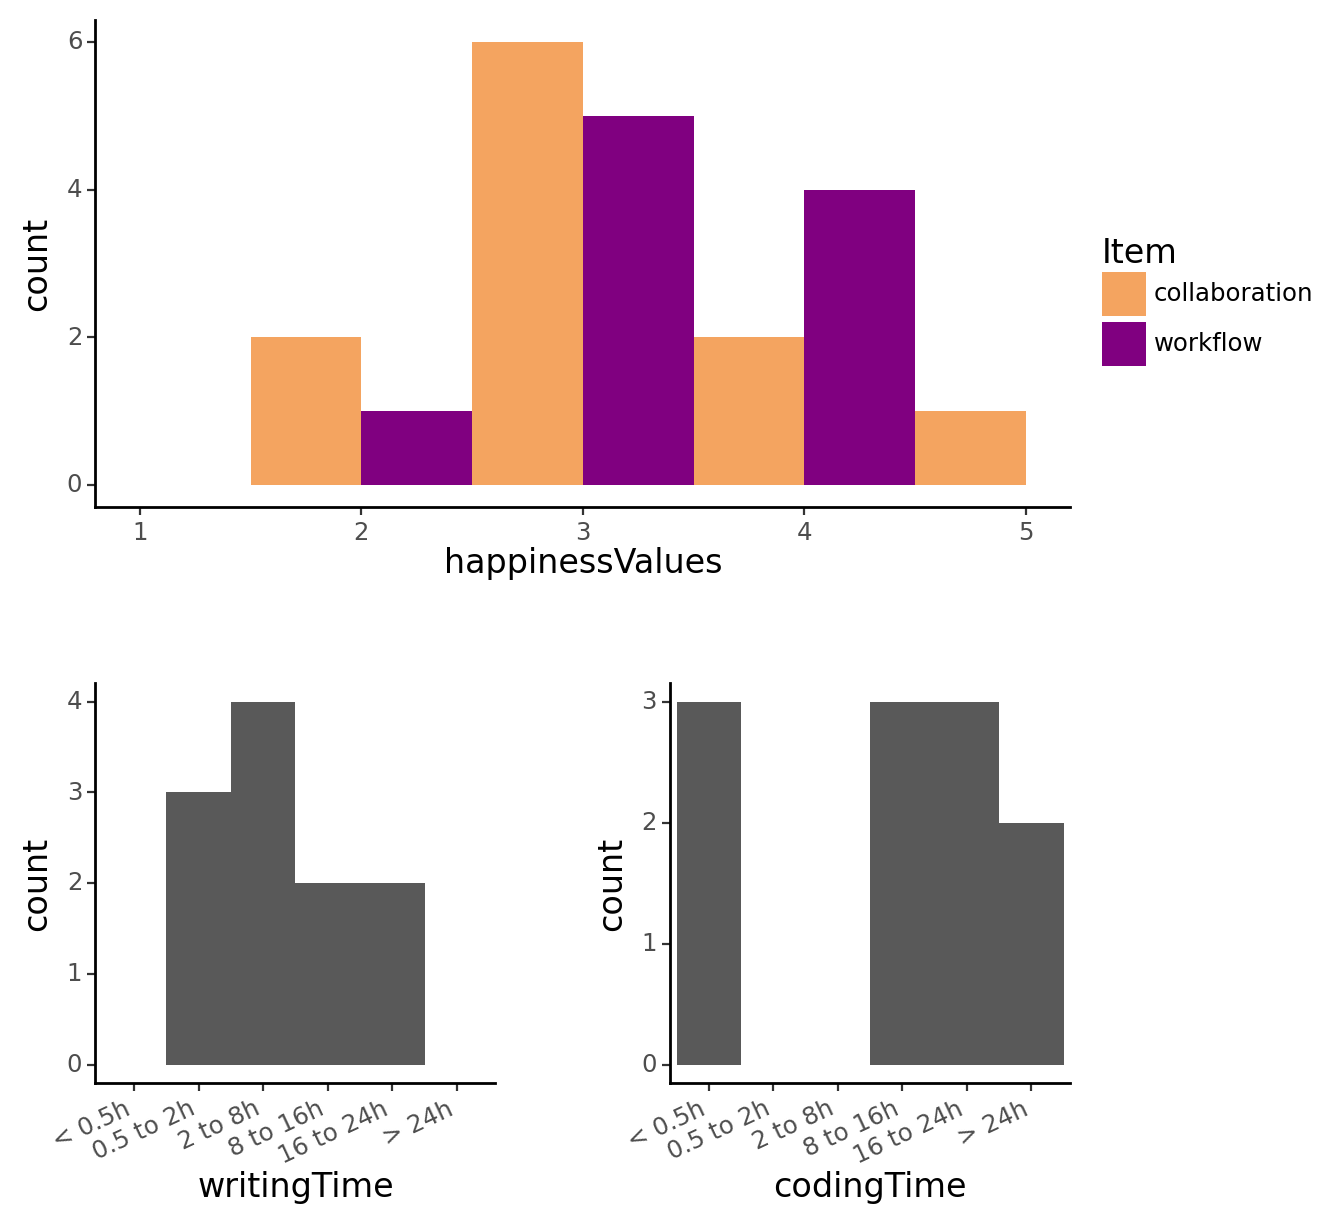 6
4
2
0
count
1 2 3 4 5
happinessValues
Item
collaboration
workflow
4
3
2
1
0
count
< 0.5h
0.5 to 2h
2 to 8h
8 to 16h
16 to 24h
> 24h
writingTime
3
2
1
0
count
< 0.5h
0.5 to 2h
2 to 8h
8 to 16h
16 to 24h
> 24h
codingTime